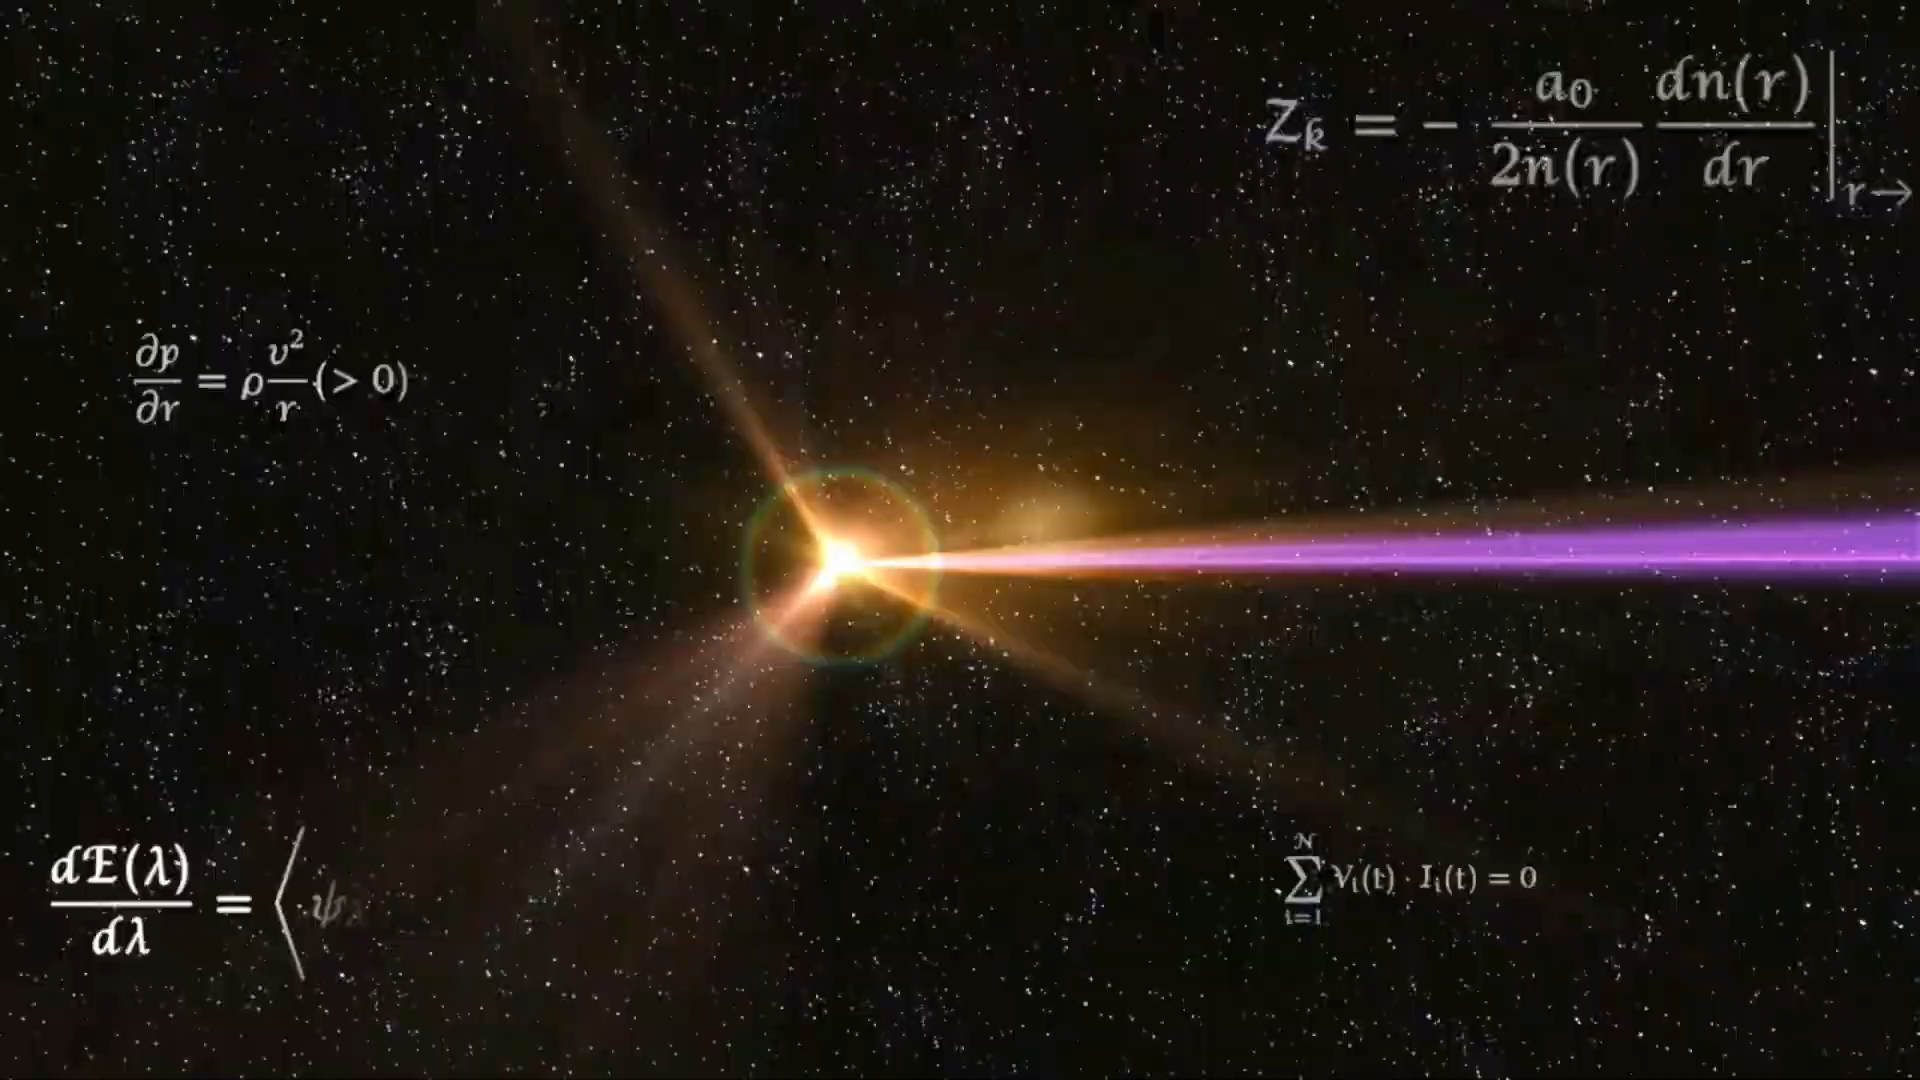 Z_k = - a_0/2n(r) dn(r)/dr |_r→
∂p/∂r = ρ v²/r (> 0)
dE(λ)/dλ = ⟨ ψ
N∑i=1 V_i(t) · I_i(t) = 0